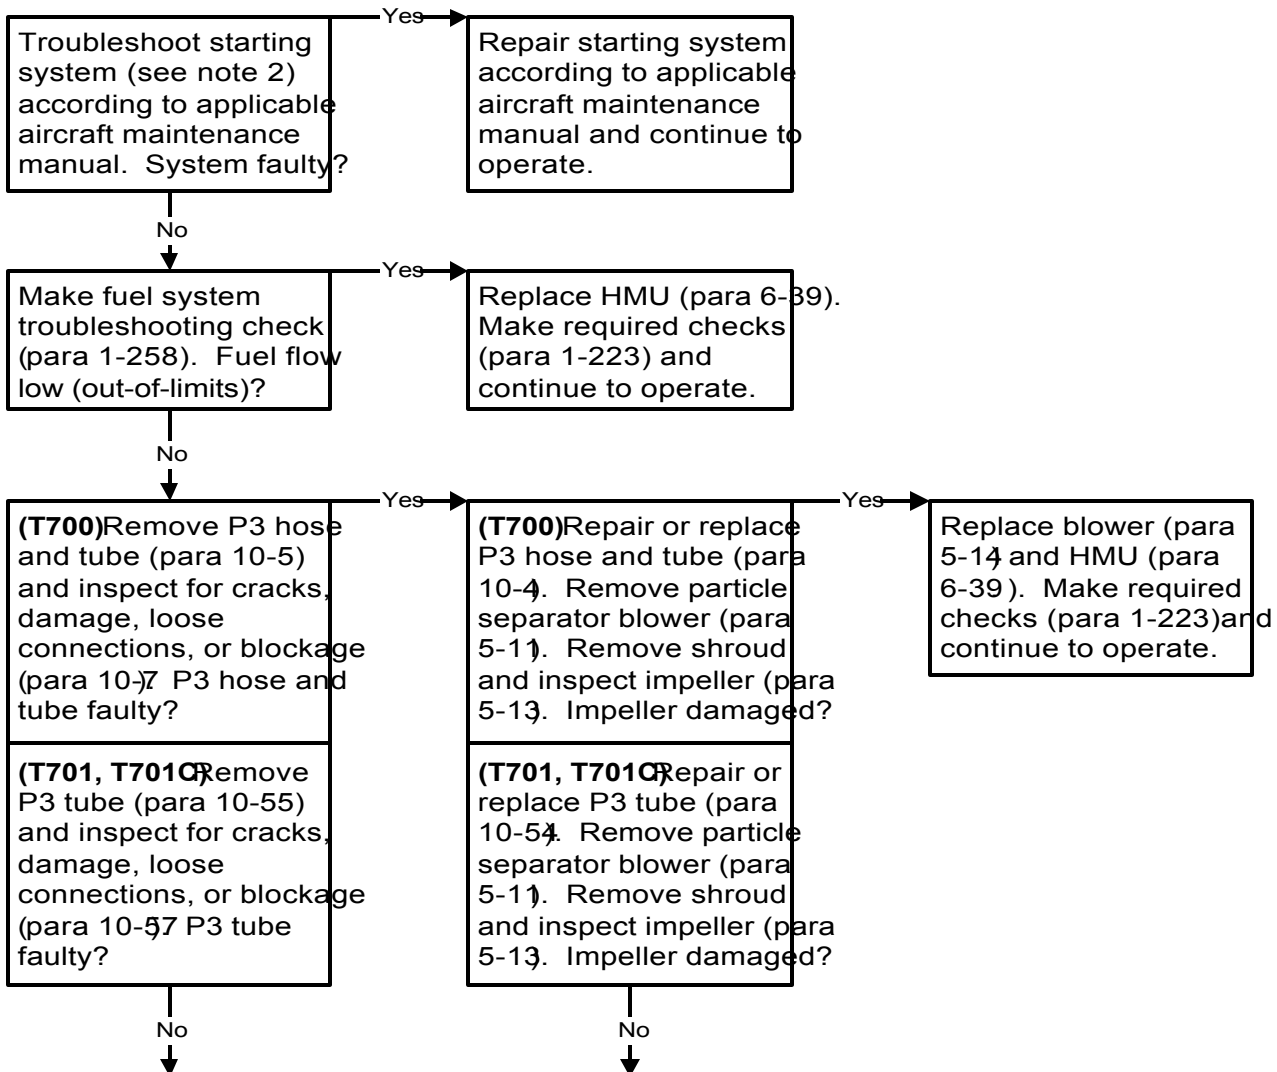 Yes
Troubleshoot starting
system (see note 2)
according to applicable
aircraft maintenance
manual.  System faulty?
Repair starting system
according to applicable
aircraft maintenance
manual and continue to
operate.
No
Yes
Make fuel system
troubleshooting check
(para 1-258).  Fuel flow
low (out-of-limits)?
Replace HMU (para 6-39).
Make required checks
(para 1-223) and
continue to operate.
No
Yes
Yes
(T700)Remove P3 hose
and tube (para 10-5)
and inspect for cracks,
damage, loose
connections, or blockage
(para 10-7).  P3 hose and
tube faulty?
(T700)Repair or replace
P3 hose and tube (para
10-4).  Remove particle
separator blower (para
5-11).  Remove shroud
and inspect impeller (para
5-13).  Impeller damaged?
Replace blower (para
5-14) and HMU (para
6-39).  Make required
checks (para 1-223)and
continue to operate.
(T701, T701C)Remove
P3 tube (para 10-55)
and inspect for cracks,
damage, loose
connections, or blockage
(para 10-57). P3 tube
faulty?
(T701, T701C)Repair or
replace P3 tube (para
10-54).  Remove particle
separator blower (para
5-11).  Remove shroud
and inspect impeller (para
5-13).  Impeller damaged?
No
No